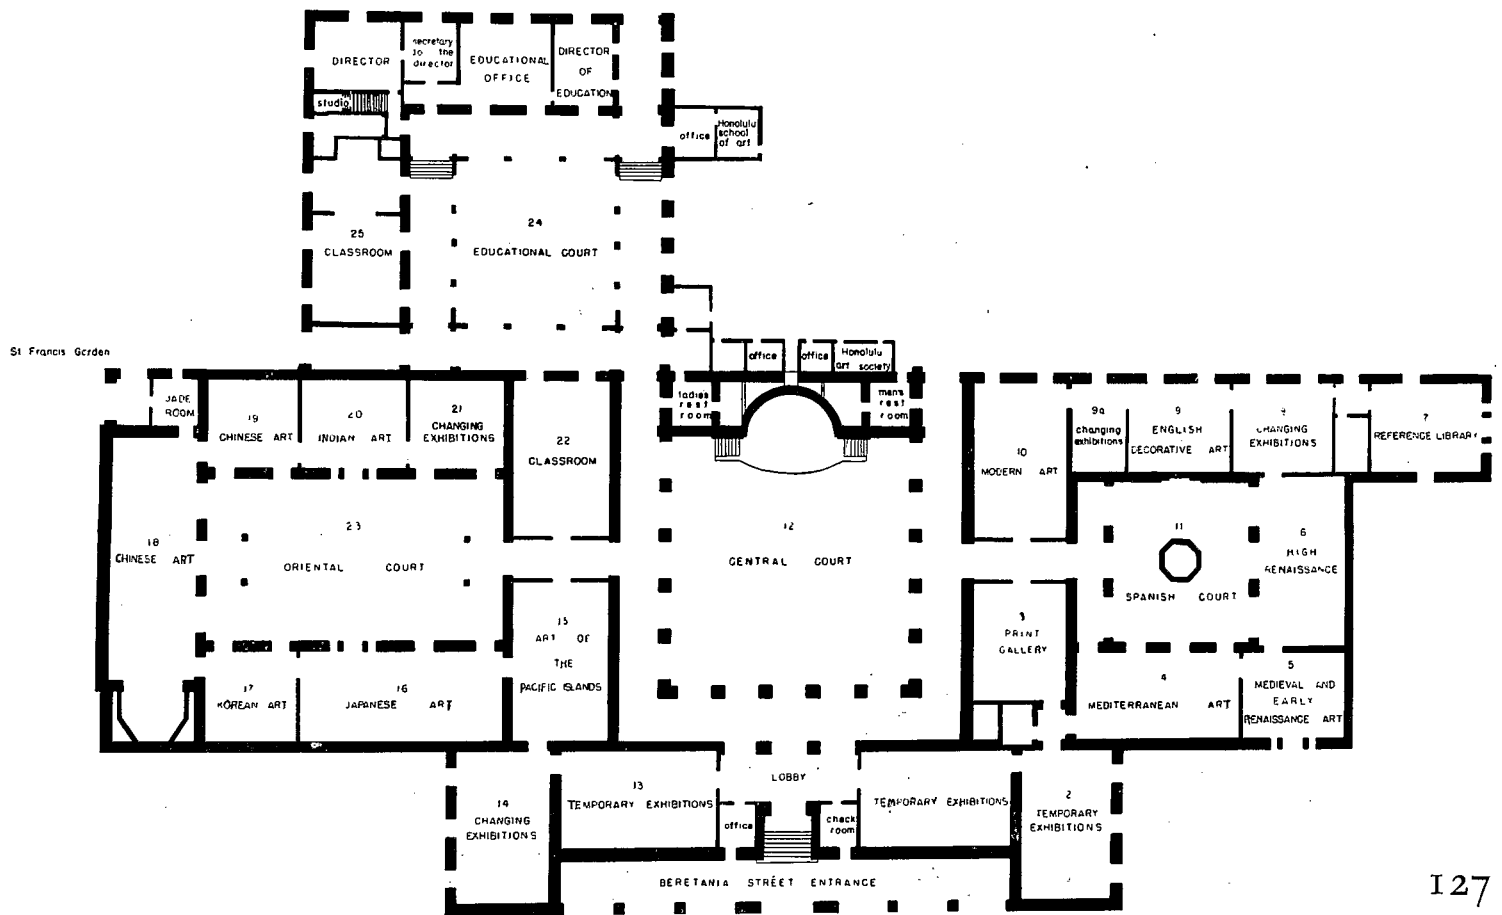 DIRECTOR
secretary
to the
director
EDUCATIONAL
OFFICE
DIRECTOR
OF
EDUCATION
studio
office
Honolulu
school
of art
25
CLASSROOM
24
EDUCATIONAL COURT
St Francis Garden
office
office
Honolulu
art society
JADE
ROOM
19
CHINESE ART
20
INDIAN ART
21
CHANGING
EXHIBITIONS
22
CLASSROOM
ladies
rest
room
mens
rest
room
10
MODERN ART
9a
changing
exhibitions
9
ENGLISH
DECORATIVE ART
8
CHANGING
EXHIBITIONS
7
REFERENCE LIBRARY
18
CHINESE ART
23
ORIENTAL COURT
12
CENTRAL COURT
11
SPANISH COURT
6
HIGH
RENAISSANCE
15
ART OF
THE
PACIFIC ISLANDS
3
PRINT
GALLERY
17
KOREAN ART
16
JAPANESE ART
4
MEDITERRANEAN ART
5
MEDIEVAL AND
EARLY
RENAISSANCE ART
14
CHANGING
EXHIBITIONS
13
TEMPORARY EXHIBITIONS
LOBBY
office
check
room
TEMPORARY EXHIBITIONS
2
TEMPORARY
EXHIBITIONS
BERETANIA STREET ENTRANCE
127